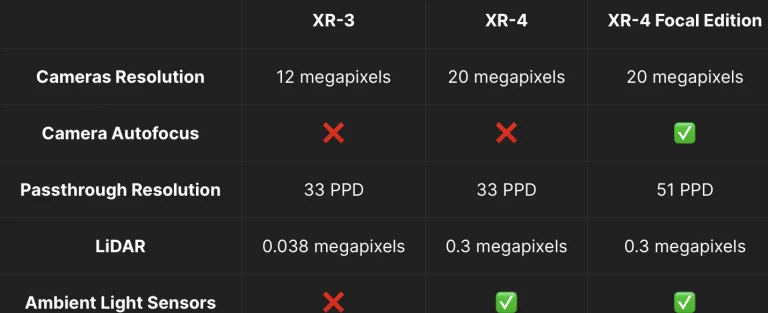 XR-3 XR-4 XR-4 Focal Edition
Cameras Resolution 12 megapixels 20 megapixels 20 megapixels
Camera Autofocus ❌ ❌ ✅
Passthrough Resolution 33 PPD 33 PPD 51 PPD
LiDAR 0.038 megapixels 0.3 megapixels 0.3 megapixels
Ambient Light Sensors ❌ ✅ ✅